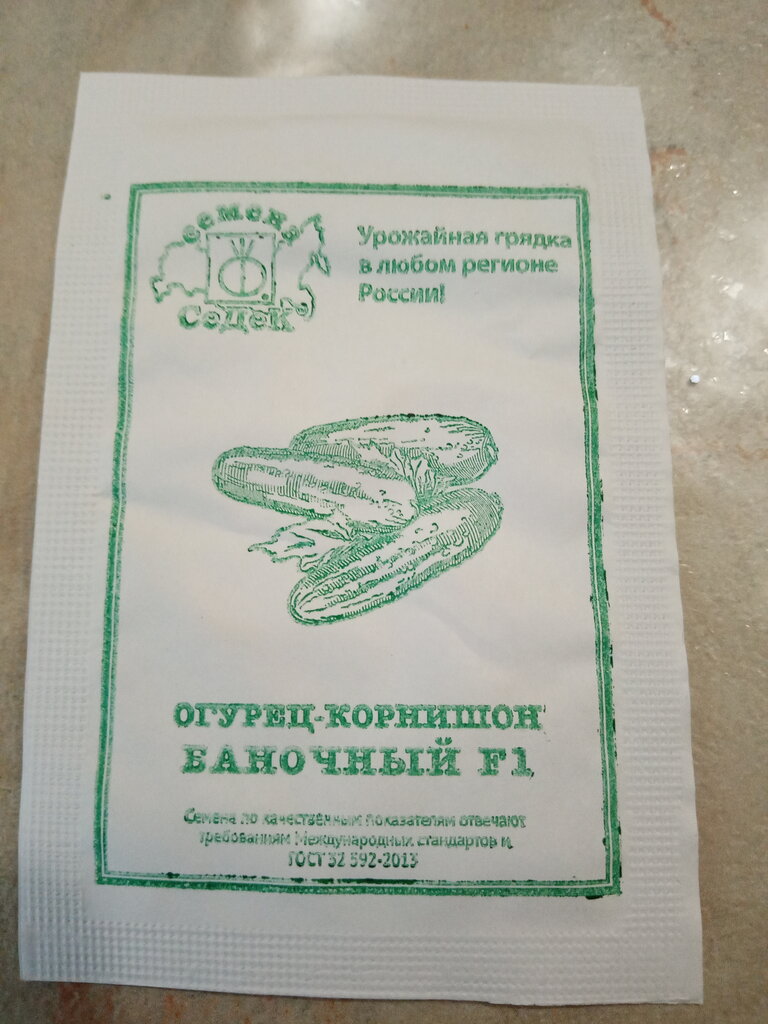 Семена
СеДеК
Урожайная грядка
в любом регионе
России!
ОГУРЕЦ-КОРНИШОН
БАНОЧНЫЙ F1
Семена по качественным показателям отвечают
требованиям Международных стандартов и
ГОСТ 32 592-2013